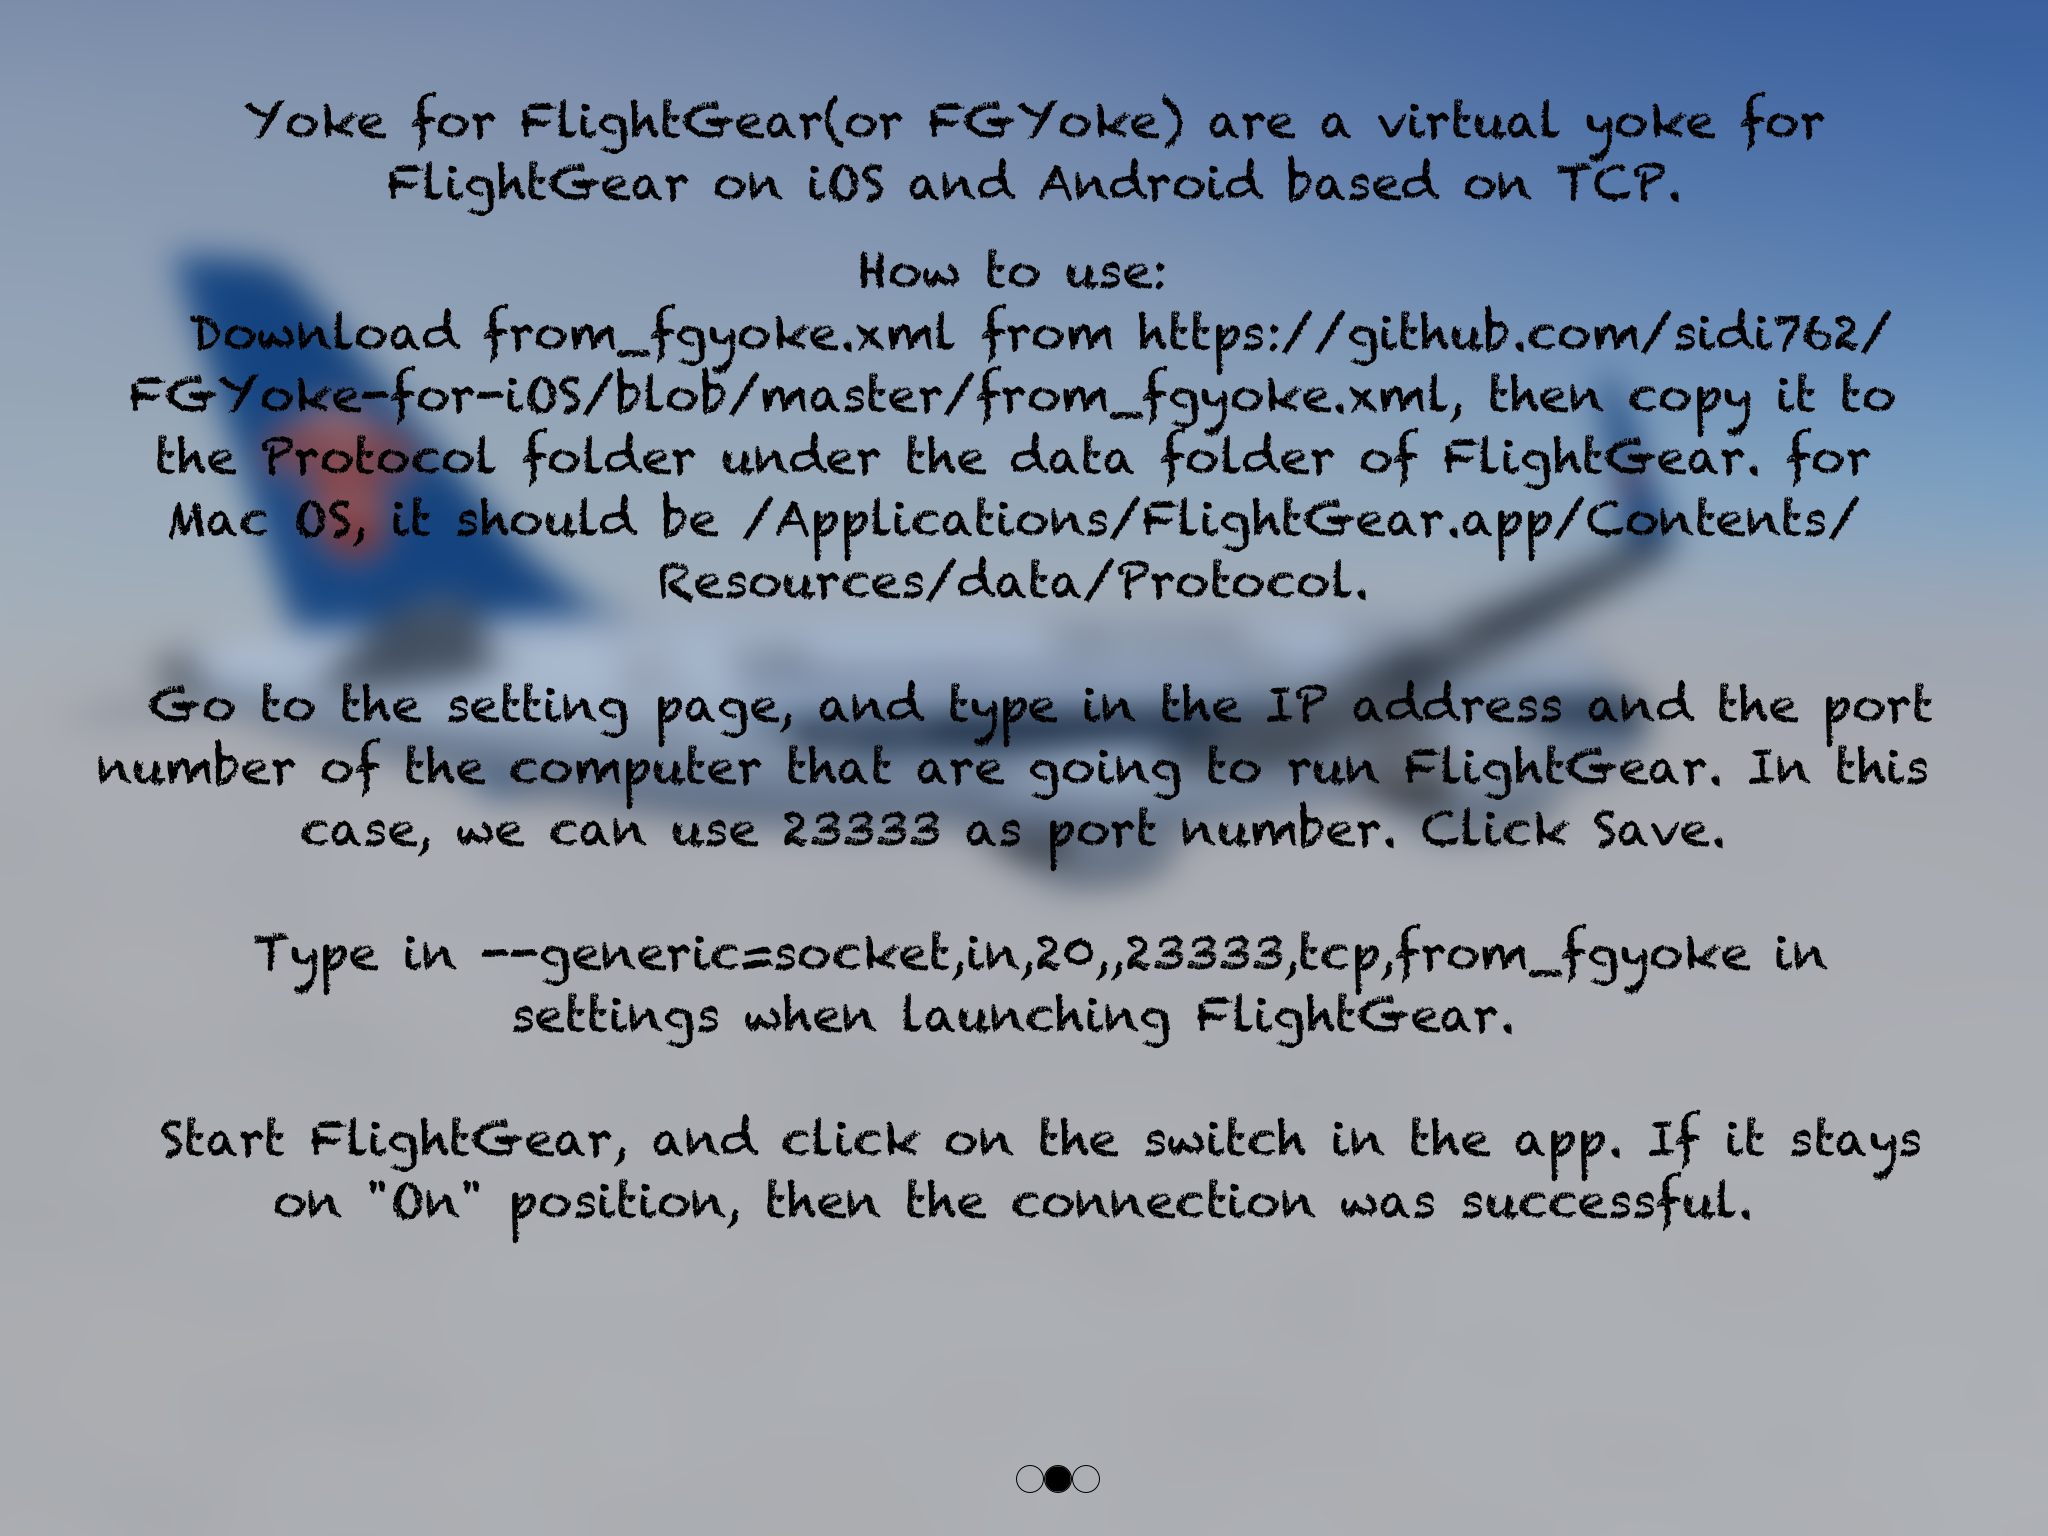 Yoke for FlightGear(or FGYoke) are a virtual yoke for
FlightGear on iOS and Android based on TCP.
How to use:
Download from_fgyoke.xml from https://github.com/sidi762/
FGYoke-for-iOS/blob/master/from_fgyoke.xml, then copy it to
the Protocol folder under the data folder of FlightGear. for
Mac OS, it should be /Applications/FlightGear.app/Contents/
Resources/data/Protocol.
Go to the setting page, and type in the IP address and the port
number of the computer that are going to run FlightGear. In this
case, we can use 23333 as port number. Click Save.
Type in --generic=socket,in,20,,23333,tcp,from_fgyoke in
settings when launching FlightGear.
Start FlightGear, and click on the switch in the app. If it stays
on "On" position, then the connection was successful.